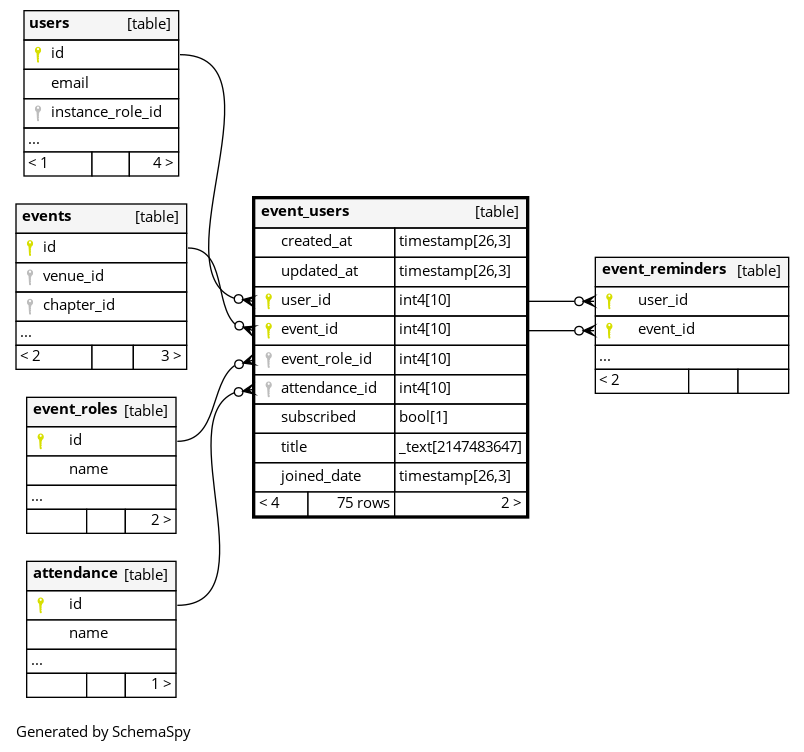 users [table]
id
email
instance_role_id
...
< 1 4 >
events [table]
id
venue_id
chapter_id
...
< 2 3 >
event_roles [table]
id
name
...
2 >
attendance [table]
id
name
...
1 >
event_users [table]
created_at timestamp[26,3]
updated_at timestamp[26,3]
user_id int4[10]
event_id int4[10]
event_role_id int4[10]
attendance_id int4[10]
subscribed bool[1]
title _text[2147483647]
joined_date timestamp[26,3]
< 4 75 rows 2 >
event_reminders [table]
user_id
event_id
...
< 2
Generated by SchemaSpy